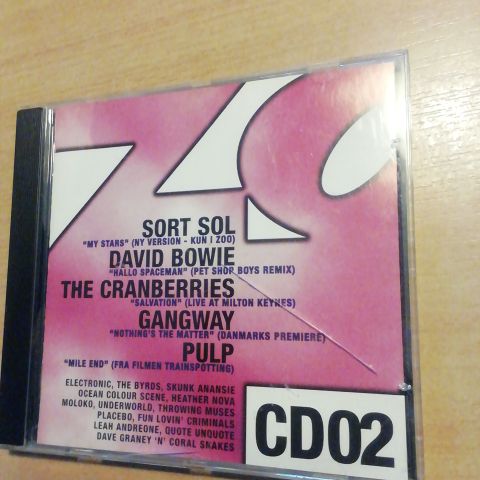 ZO
SORT SOL
"MY STARS" (NY VERSION - KUN I ZOO)
DAVID BOWIE
"HALLO SPACEMAN" (PET SHOP BOYS REMIX)
THE CRANBERRIES
"SALVATION" (LIVE AT MILTON KEYNES)
GANGWAY
"NOTHING'S THE MATTER" (DANMARKS PREMIERE)
PULP
"MILE END" (FRA FILMEN TRAINSPOTTING)
ELECTRONIC, THE BYRDS, SKUNK ANANSIE
OCEAN COLOUR SCENE, HEATHER NOVA
MOLOKO, UNDERWORLD, THROWING MUSES
PLACEBO, FUN LOVIN' CRIMINALS
LEAH ANDREONE, QUOTE UNQUOTE
DAVE GRANEY 'N' CORAL SNAKES
CD02